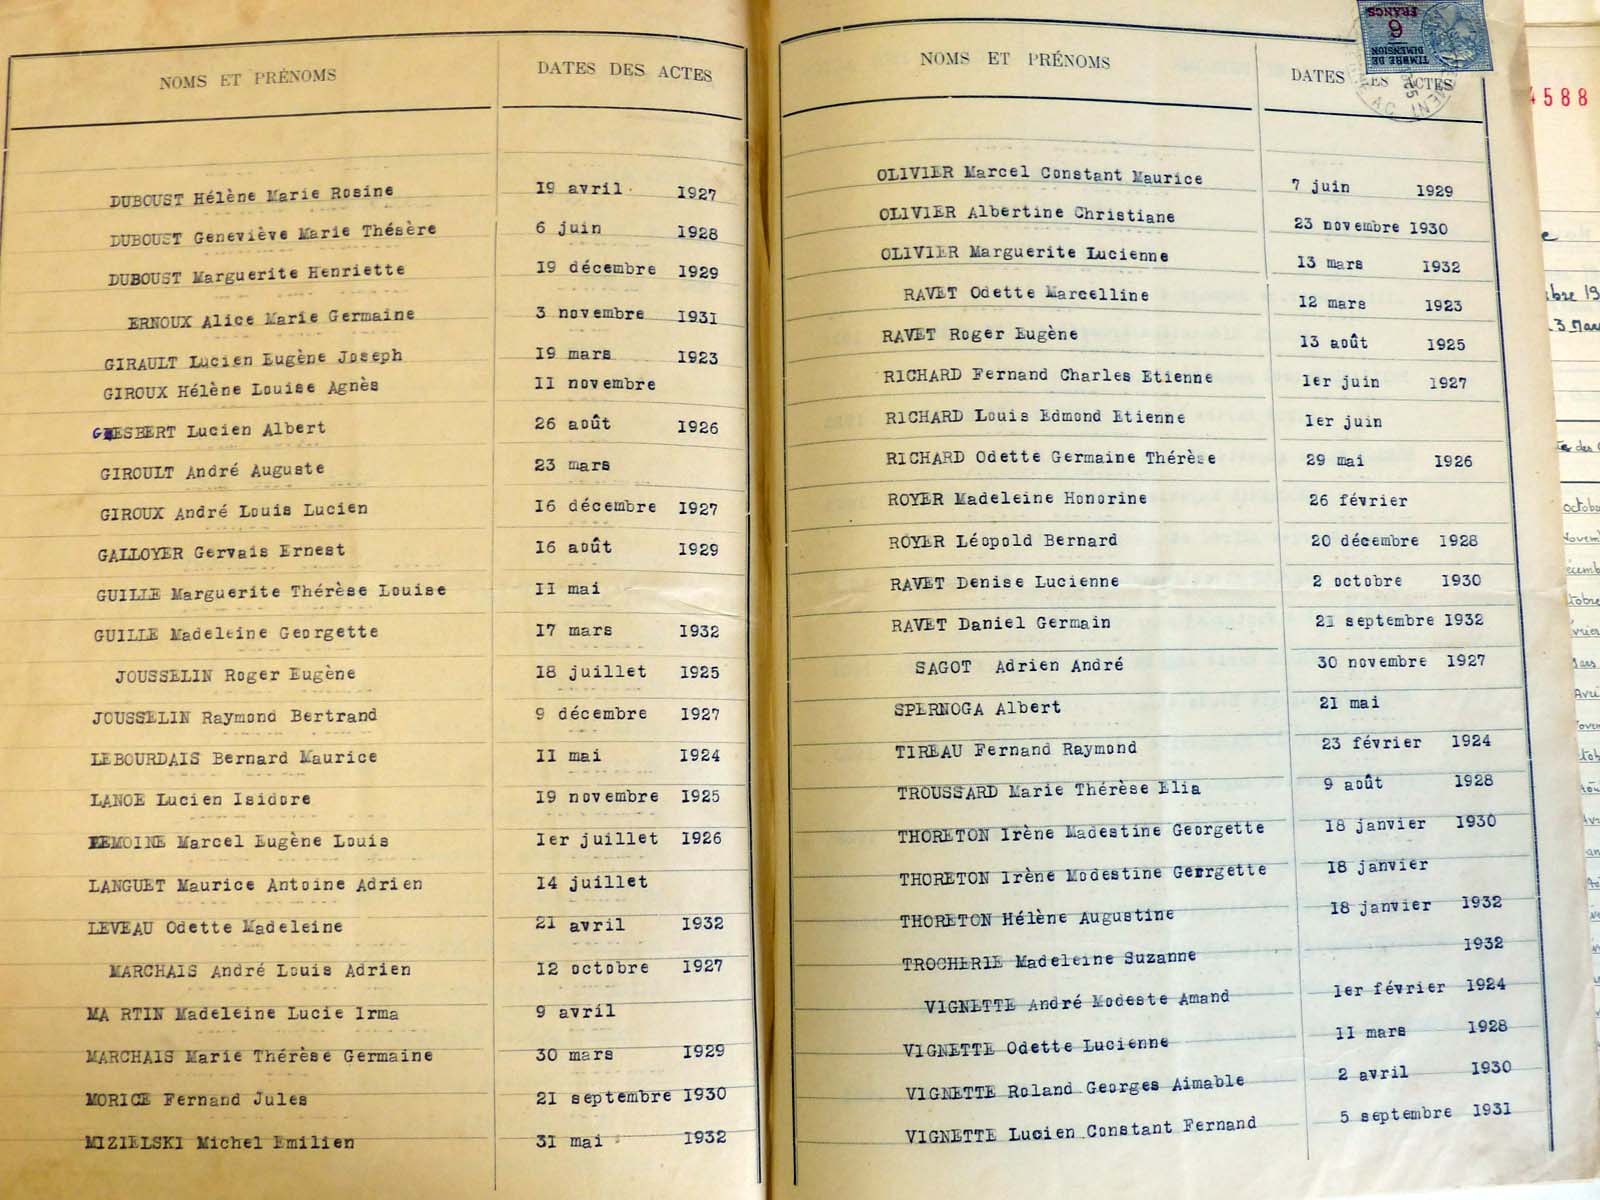 NOMS ET PRÉNOMS DATES DES ACTES
DUBOUST Hélène Marie Rosine 19 avril 1927
DUBOUST Geneviève Marie Thésère 6 juin 1928
DUBOUST Marguerite Henriette 19 décembre 1929
ERNOUX Alice Marie Germaine 3 novembre 1931
GIRAULT Lucien Eugène Joseph 19 mars 1923
GIROUX Hélène Louise Agnès 11 novembre
GIESBERT Lucien Albert 26 août 1926
GIROULT André Auguste 23 mars
GIROUX André Louis Lucien 16 décembre 1927
GALLOYER Gervais Ernest 16 août 1929
GUILLE Marguerite Thérèse Louise 11 mai
GUILLE Madeleine Georgette 17 mars 1932
JOUSSELIN Roger Eugène 18 juillet 1925
JOUSSELIN Raymond Bertrand 9 décembre 1927
LEBOURDAIS Bernard Maurice 11 mai 1924
LANOE Lucien Isidore 19 novembre 1925
LEMOINE Marcel Eugène Louis 1er juillet 1926
LANGUET Maurice Antoine Adrien 14 juillet
LEVEAU Odette Madeleine 21 avril 1932
MARCHAIS André Louis Adrien 12 octobre 1927
MA RTIN Madeleine Lucie Irma 9 avril
MARCHAIS Marie Thérèse Germaine 30 mars 1929
MORICE Fernand Jules 21 septembre 1930
MIZIELSKI Michel Emilien 31 mai 1932
NOMS ET PRÉNOMS DATES DES ACTES
TIMBRE DE
DIMENSION
6
FRANCS
OLIVIER Marcel Constant Maurice 7 juin 1929
OLIVIER Albertine Christiane 23 novembre 1930
OLIVIER Marguerite Lucienne 13 mars 1932
RAVET Odette Marcelline 12 mars 1923
RAVET Roger Eugène 13 août 1925
RICHARD Fernand Charles Etienne 1er juin 1927
RICHARD Louis Edmond Etienne 1er juin
RICHARD Odette Germaine Thérèse 29 mai 1926
ROYER Madeleine Honorine 26 février
ROYER Léopold Bernard 20 décembre 1928
RAVET Denise Lucienne 2 octobre 1930
RAVET Daniel Germain 21 septembre 1932
SAGOT Adrien André 30 novembre 1927
SPERNOGA Albert 21 mai
TIREAU Fernand Raymond 23 février 1924
TROUSSARD Marie Thérèse Elia 9 août 1928
THORETON Irène Madestine Georgette 18 janvier 1930
THORETON Irène Modestine Gerrgette 18 janvier
THORETON Hélène Augustine 18 janvier 1932
TROCHERIE Madeleine Suzanne 1932
VIGNETTE André Modeste Amand 1er février 1924
VIGNETTE Odette Lucienne 11 mars 1928
VIGNETTE Roland Georges Aimable 2 avril 1930
VIGNETTE Lucien Constant Fernand 5 septembre 1931
4588